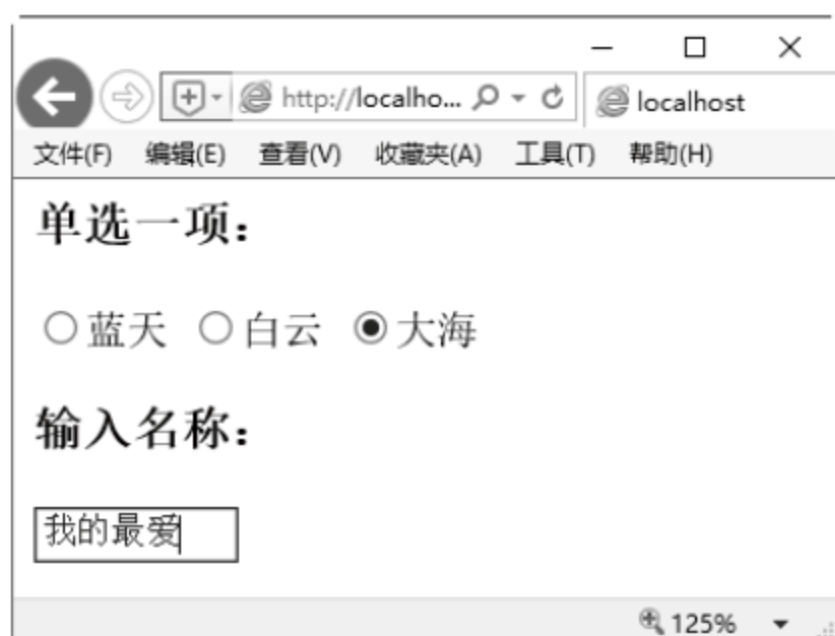 http://localho... localhost
文件(F) 编辑(E) 查看(V) 收藏夹(A) 工具(T) 帮助(H)
单选一项：
蓝天 白云 大海
输入名称：
我的最爱
125%